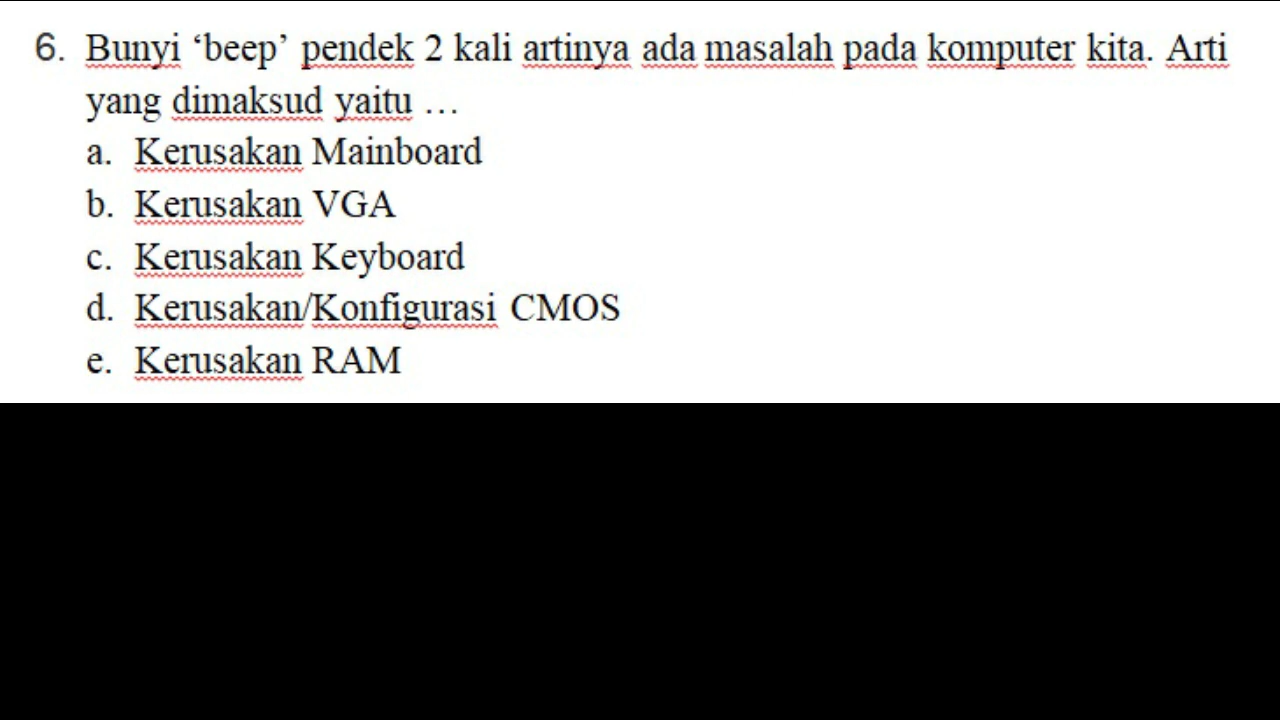 6. Bunyi ‘beep’ pendek 2 kali artinya ada masalah pada komputer kita. Arti
yang dimaksud yaitu …
a. Kerusakan Mainboard
b. Kerusakan VGA
c. Kerusakan Keyboard
d. Kerusakan/Konfigurasi CMOS
e. Kerusakan RAM